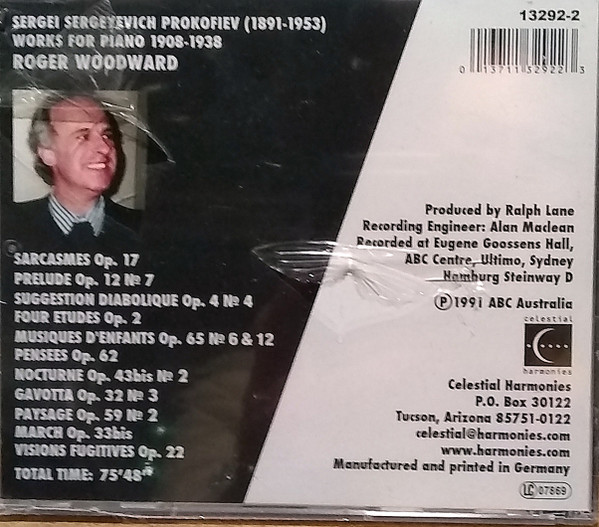 SERGEI SERGEYEVICH PROKOFIEV (1891-1953)
WORKS FOR PIANO 1908-1938
ROGER WOODWARD
SARCASMES Op. 17
PRELUDE Op. 12 № 7
SUGGESTION DIABOLIQUE Op. 4 № 4
FOUR ETUDES Op. 2
MUSIQUES D'ENFANTS Op. 65 № 6 & 12
PENSEES Op. 62
NOCTURNE Op. 43bis № 2
GAVOTTA Op. 32 № 3
PAYSAGE Op. 59 № 2
MARCH Op. 33bis
VISIONS FUGITIVES Op. 22
TOTAL TIME: 75'48"
13292-2
0 13711 32922 3
Produced by Ralph Lane
Recording Engineer: Alan Maclean
Recorded at Eugene Goossens Hall,
ABC Centre, Ultimo, Sydney
Hamburg Steinway D
℗ 1991 ABC Australia
celestial
harmonies
Celestial Harmonies
P.O. Box 30122
Tucson, Arizona 85751-0122
celestial@harmonies.com
www.harmonies.com
Manufactured and printed in Germany
LC 07869